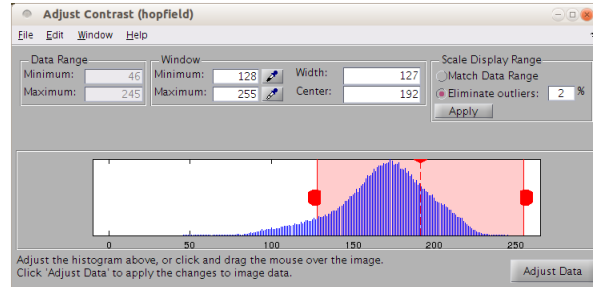 Adjust Contrast (hopfield)
File Edit Window Help
Data Range
Minimum: 46
Maximum: 245
Window
Minimum: 128
Maximum: 255
Width: 127
Center: 192
Scale Display Range
Match Data Range
Eliminate outliers: 2 %
Apply
0 50 100 150 200 250
Adjust the histogram above, or click and drag the mouse over the image.
Click 'Adjust Data' to apply the changes to image data.
Adjust Data